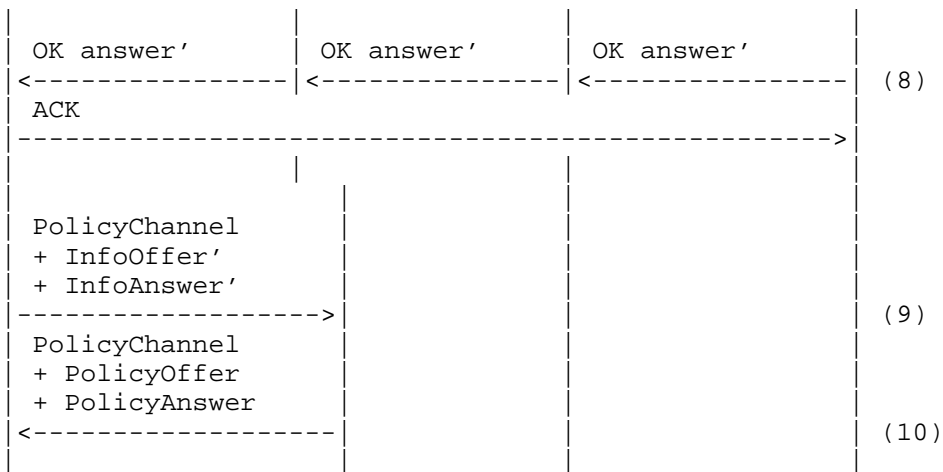 OK answer' OK answer' OK answer'
<----------------|<---------------|<----------------| (8)
ACK
|--------------------------------------------------->|
PolicyChannel
+ InfoOffer'
+ InfoAnswer'
|------------------->| (9)
PolicyChannel
+ PolicyOffer
+ PolicyAnswer
|<-------------------| (10)